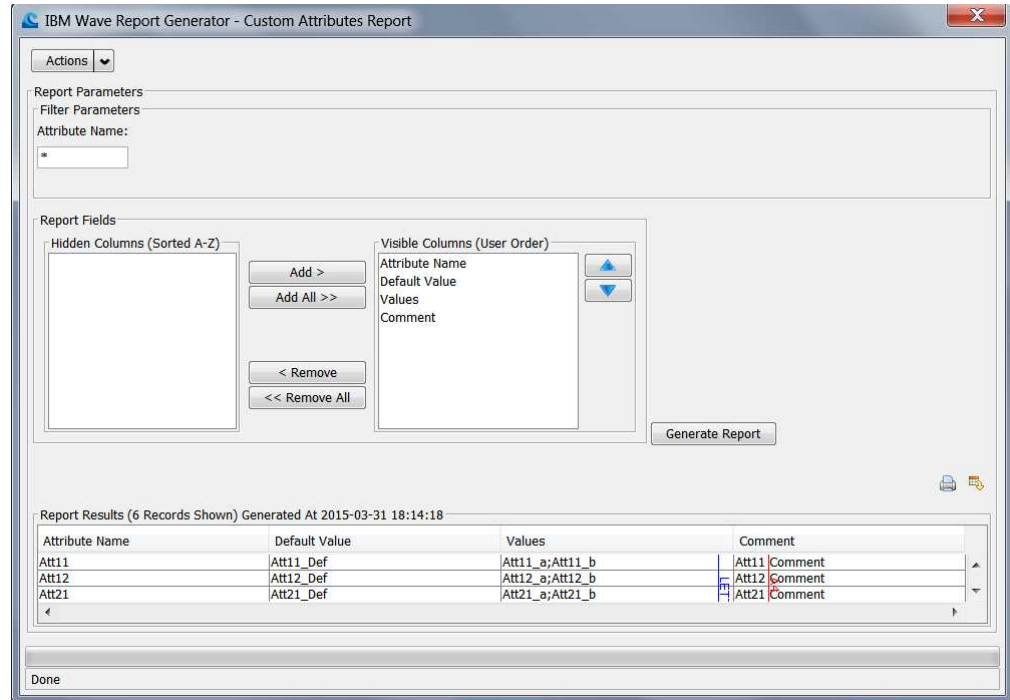 IBM Wave Report Generator - Custom Attributes Report
X
Actions
Report Parameters
Filter Parameters
Attribute Name:
*
Report Fields
Hidden Columns (Sorted A-Z)
Visible Columns (User Order)
Attribute Name
Default Value
Values
Comment
Add >
Add All >>
< Remove
<< Remove All
Generate Report
Report Results (6 Records Shown) Generated At 2015-03-31 18:14:18
Attribute Name Default Value Values Comment
Att11 Att11_Def Att11_a;Att11_b Att11 Comment
Att12 Att12_Def Att12_a;Att12_b Att12 Comment
Att21 Att21_Def Att21_a;Att21_b Att21 Comment
Done